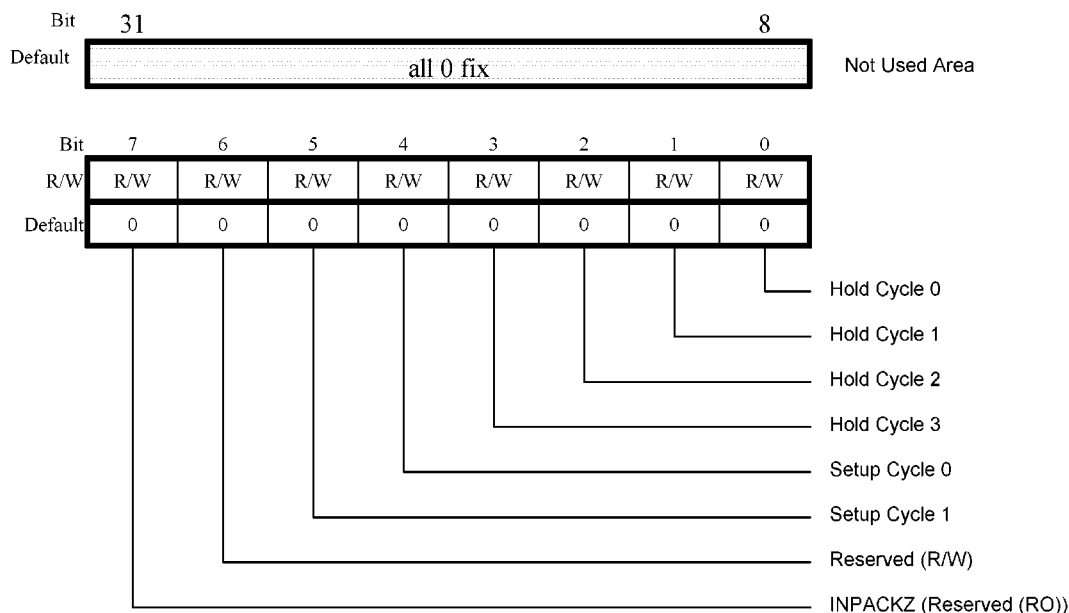 Bit 31 8
Default all 0 fix Not Used Area
Bit 7 6 5 4 3 2 1 0
R/W R/W R/W R/W R/W R/W R/W R/W R/W
Default 0 0 0 0 0 0 0 0
Hold Cycle 0
Hold Cycle 1
Hold Cycle 2
Hold Cycle 3
Setup Cycle 0
Setup Cycle 1
Reserved (R/W)
INPACKZ (Reserved (RO))